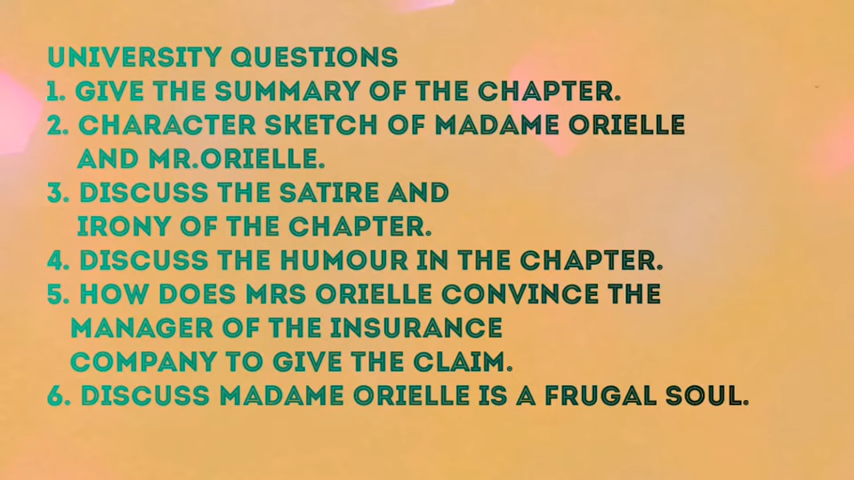 UNIVERSITY QUESTIONS
1. GIVE THE SUMMARY OF THE CHAPTER.
2. CHARACTER SKETCH OF MADAME ORIELLE
AND MR.ORIELLE.
3. DISCUSS THE SATIRE AND
IRONY OF THE CHAPTER.
4. DISCUSS THE HUMOUR IN THE CHAPTER.
5. HOW DOES MRS ORIELLE CONVINCE THE
MANAGER OF THE INSURANCE
COMPANY TO GIVE THE CLAIM.
6. DISCUSS MADAME ORIELLE IS A FRUGAL SOUL.